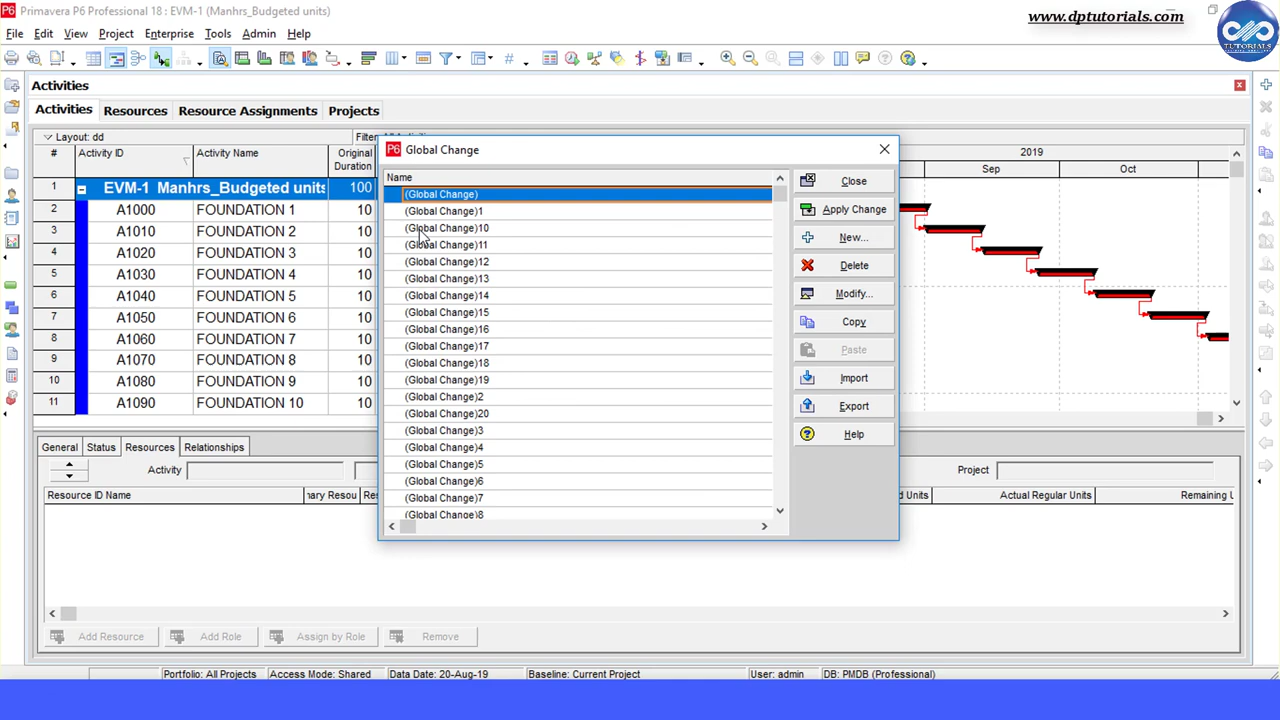 Primavera P6 Professional 18 : EVM-1 (Manhrs_Budgeted units)
www.dptutorials.com
TUTORIALS
File Edit View Project Enterprise Tools Admin Help
Activities
Activities Resources Resource Assignments Projects
Layout: dd
Filter: All Activities
# Activity ID Activity Name Original Duration
2019
Sep Oct
1 EVM-1 Manhrs_Budgeted units 100
2 A1000 FOUNDATION 1 10
3 A1010 FOUNDATION 2 10
4 A1020 FOUNDATION 3 10
5 A1030 FOUNDATION 4 10
6 A1040 FOUNDATION 5 10
7 A1050 FOUNDATION 6 10
8 A1060 FOUNDATION 7 10
9 A1070 FOUNDATION 8 10
10 A1080 FOUNDATION 9 10
11 A1090 FOUNDATION 10 10
P6 Global Change
Name
(Global Change)
(Global Change)1
(Global Change)10
(Global Change)11
(Global Change)12
(Global Change)13
(Global Change)14
(Global Change)15
(Global Change)16
(Global Change)17
(Global Change)18
(Global Change)19
(Global Change)2
(Global Change)20
(Global Change)3
(Global Change)4
(Global Change)5
(Global Change)6
(Global Change)7
(Global Change)8
Close
Apply Change
New...
Delete
Modify...
Copy
Paste
Import
Export
Help
General Status Resources Relationships
Activity
Project
Resource ID Name
Actual Regular Units
Add Resource Add Role Assign by Role Remove
Portfolio: All Projects Access Mode: Shared Data Date: 20-Aug-19 Baseline: Current Project User: admin DB: PMDB (Professional)